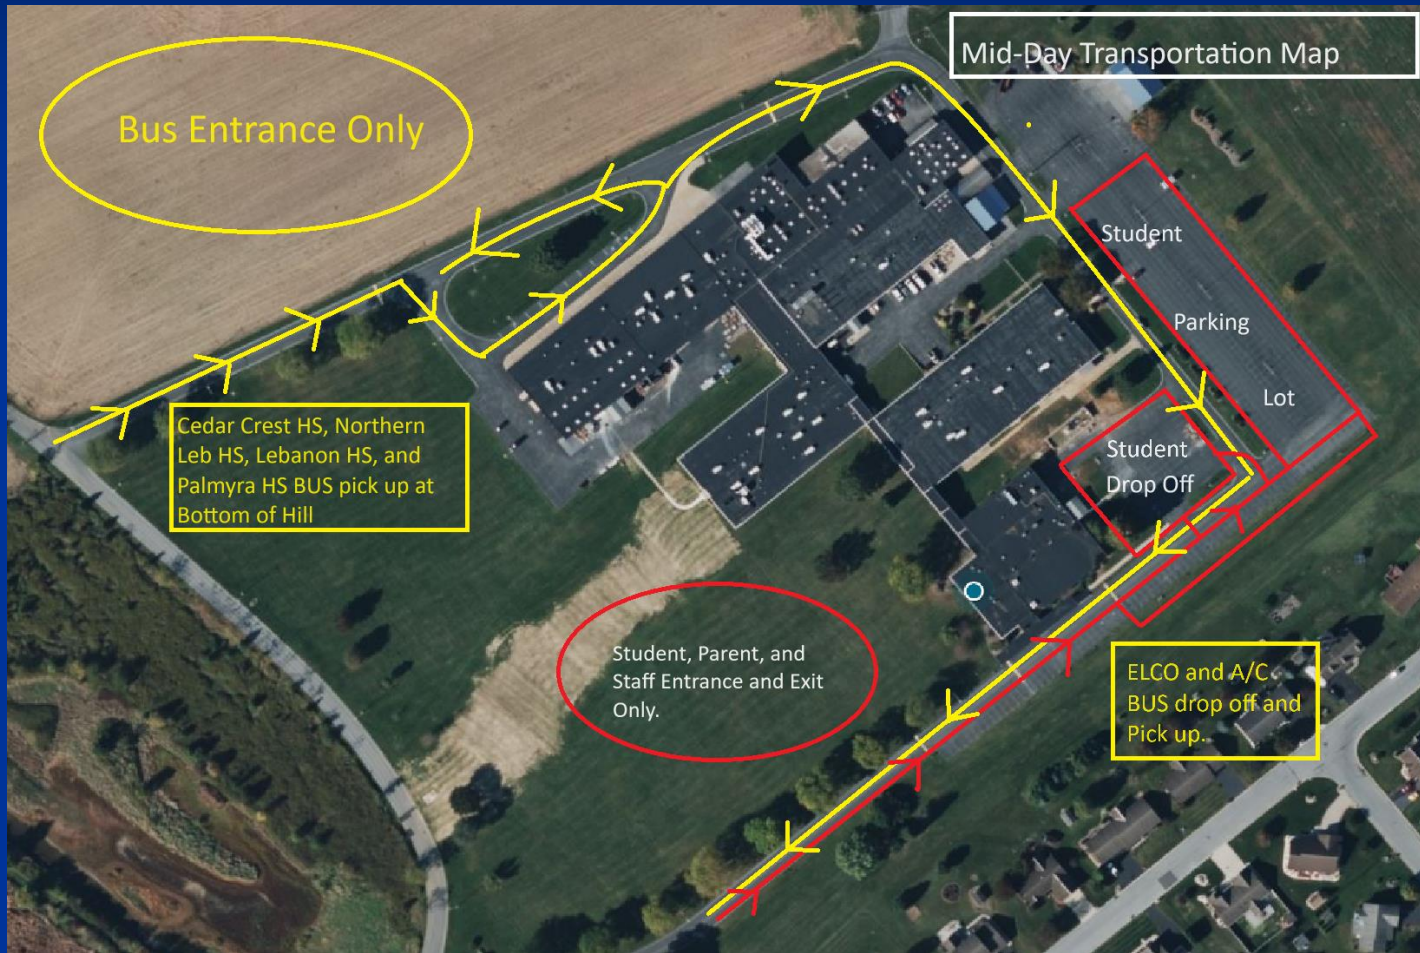 Mid-Day Transportation Map
Bus Entrance Only
Student
Parking
Lot
Cedar Crest HS, Northern
Leb HS, Lebanon HS, and
Palmyra HS BUS pick up at
Bottom of Hill
Student
Drop Off
Student, Parent, and
Staff Entrance and Exit
Only.
ELCO and A/C
BUS drop off and
Pick up.